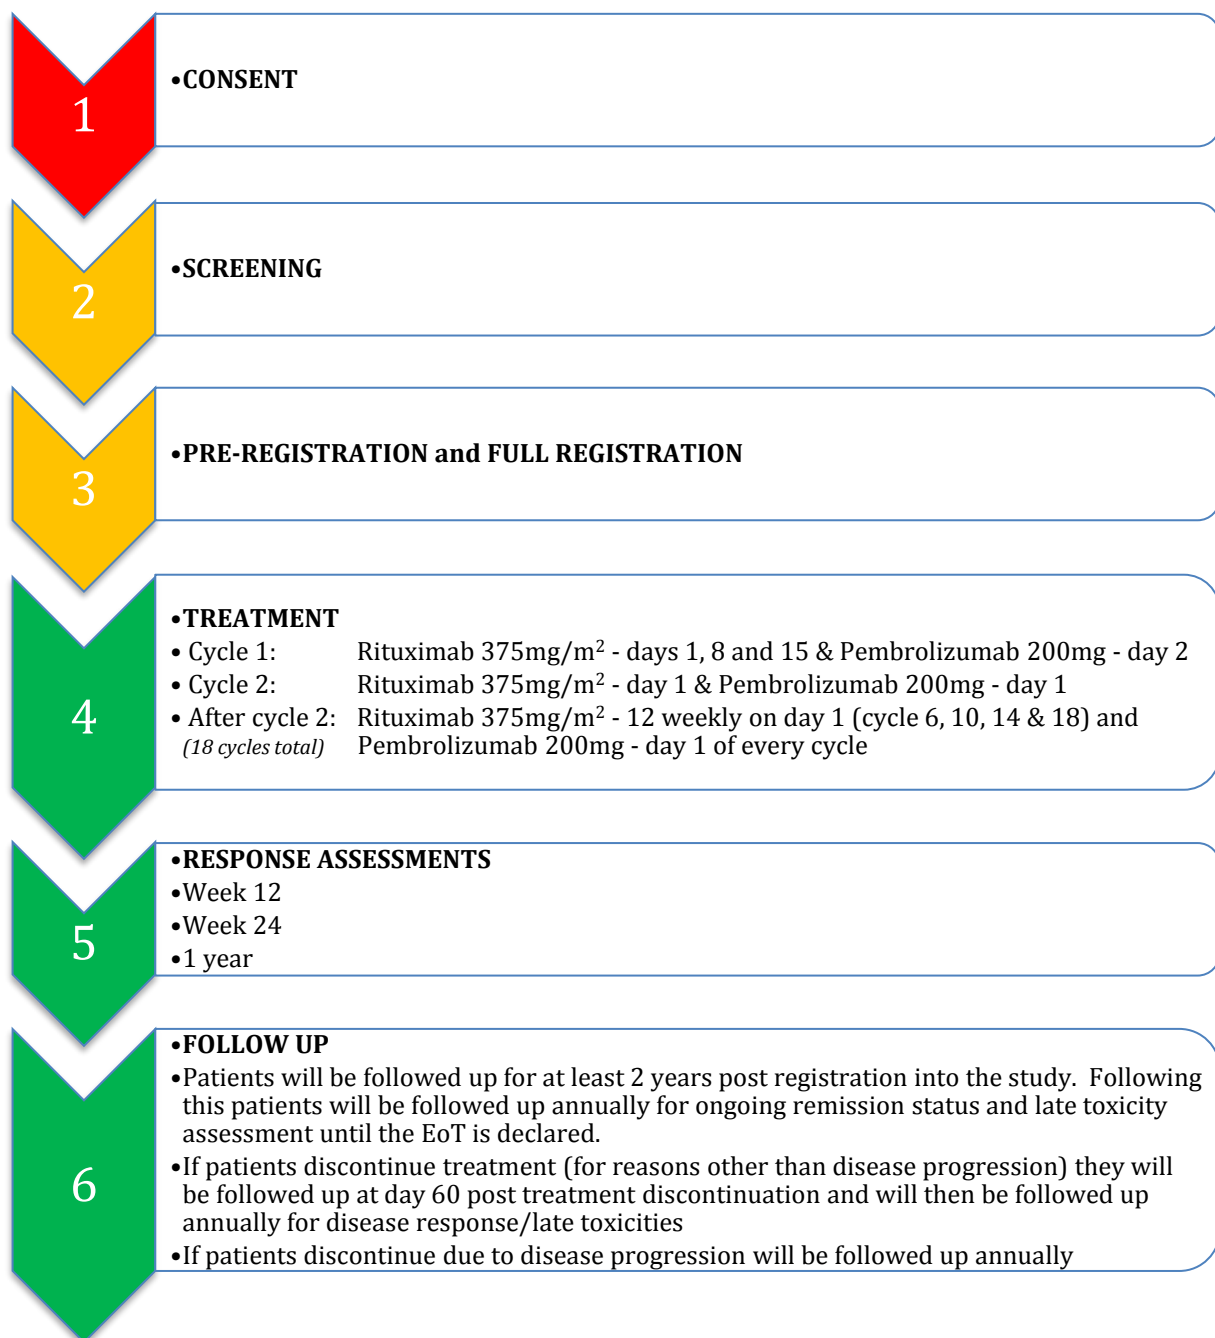 1
•CONSENT
2
•SCREENING
3
•PRE-REGISTRATION and FULL REGISTRATION
4
•TREATMENT
• Cycle 1: Rituximab 375mg/m² - days 1, 8 and 15 & Pembrolizumab 200mg - day 2
• Cycle 2: Rituximab 375mg/m² - day 1 & Pembrolizumab 200mg - day 1
• After cycle 2: Rituximab 375mg/m² - 12 weekly on day 1 (cycle 6, 10, 14 & 18) and
(18 cycles total) Pembrolizumab 200mg - day 1 of every cycle
5
•RESPONSE ASSESSMENTS
•Week 12
•Week 24
•1 year
6
•FOLLOW UP
•Patients will be followed up for at least 2 years post registration into the study. Following
this patients will be followed up annually for ongoing remission status and late toxicity
assessment until the EoT is declared.
•If patients discontinue treatment (for reasons other than disease progression) they will
be followed up at day 60 post treatment discontinuation and will then be followed up
annually for disease response/late toxicities
•If patients discontinue due to disease progression will be followed up annually